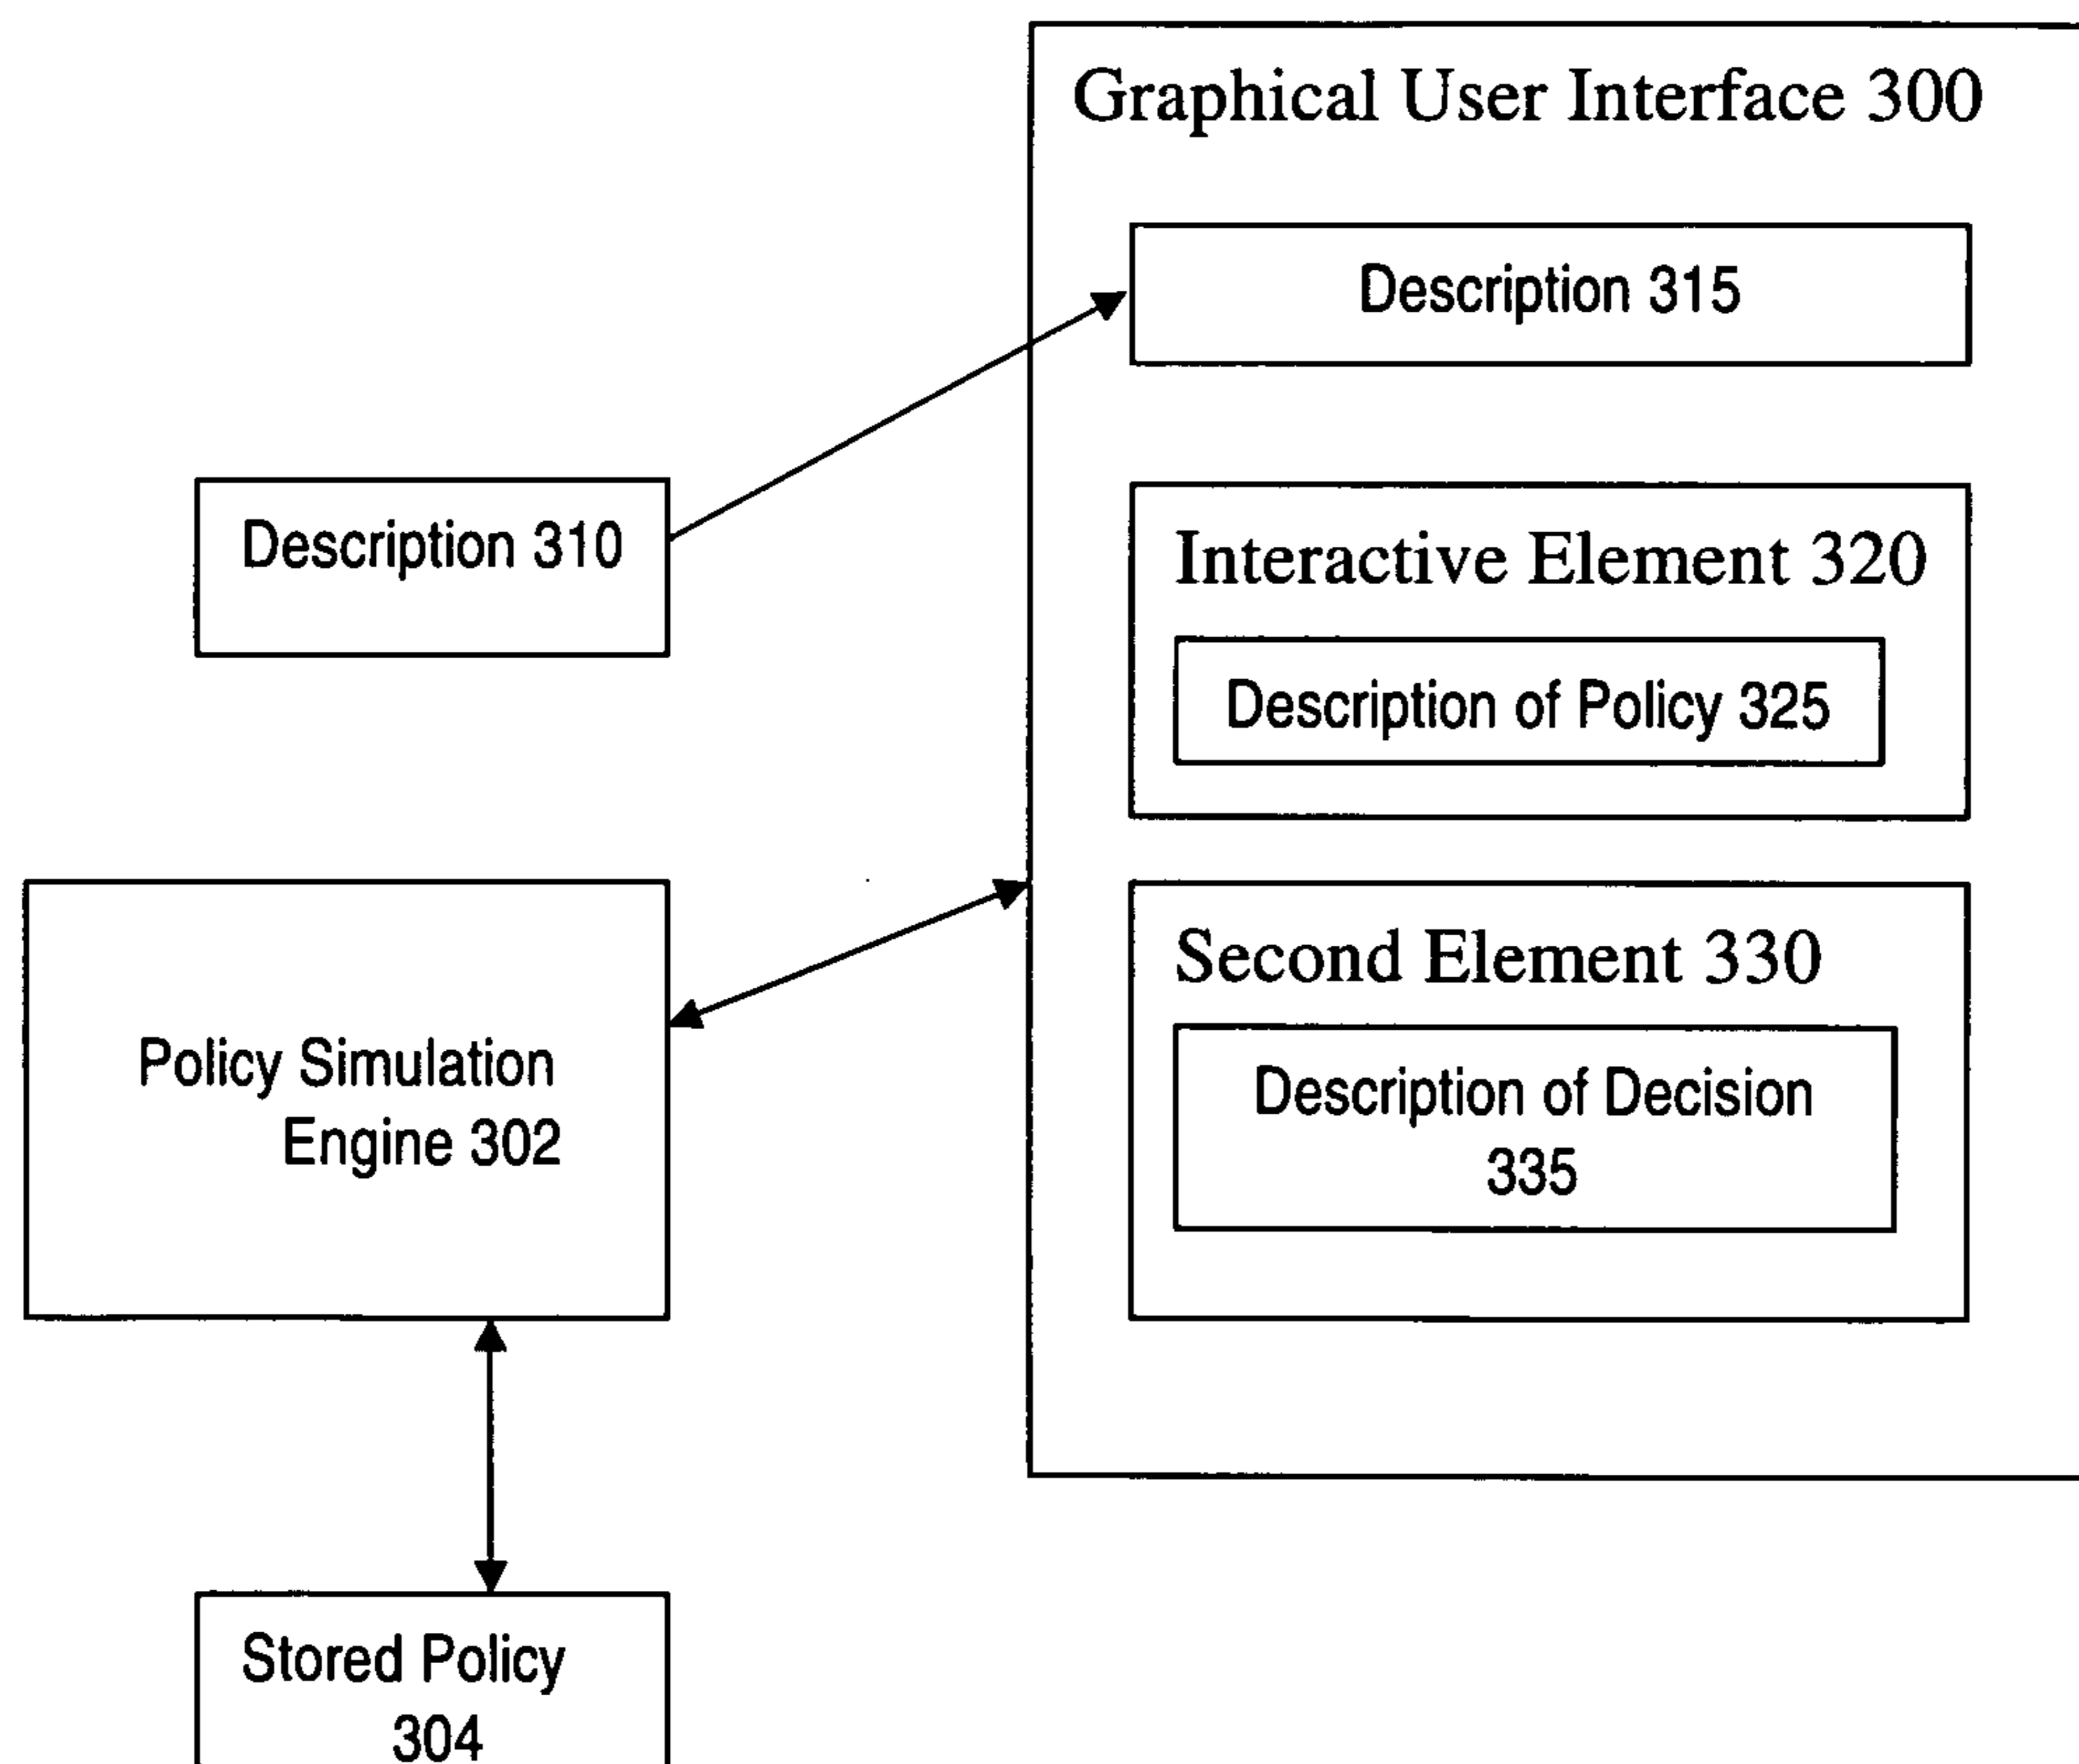 Graphical User Interface 300
Description 315
Description 310
Interactive Element 320
Description of Policy 325
Second Element 330
Description of Decision
335
Policy Simulation
Engine 302
Stored Policy
304